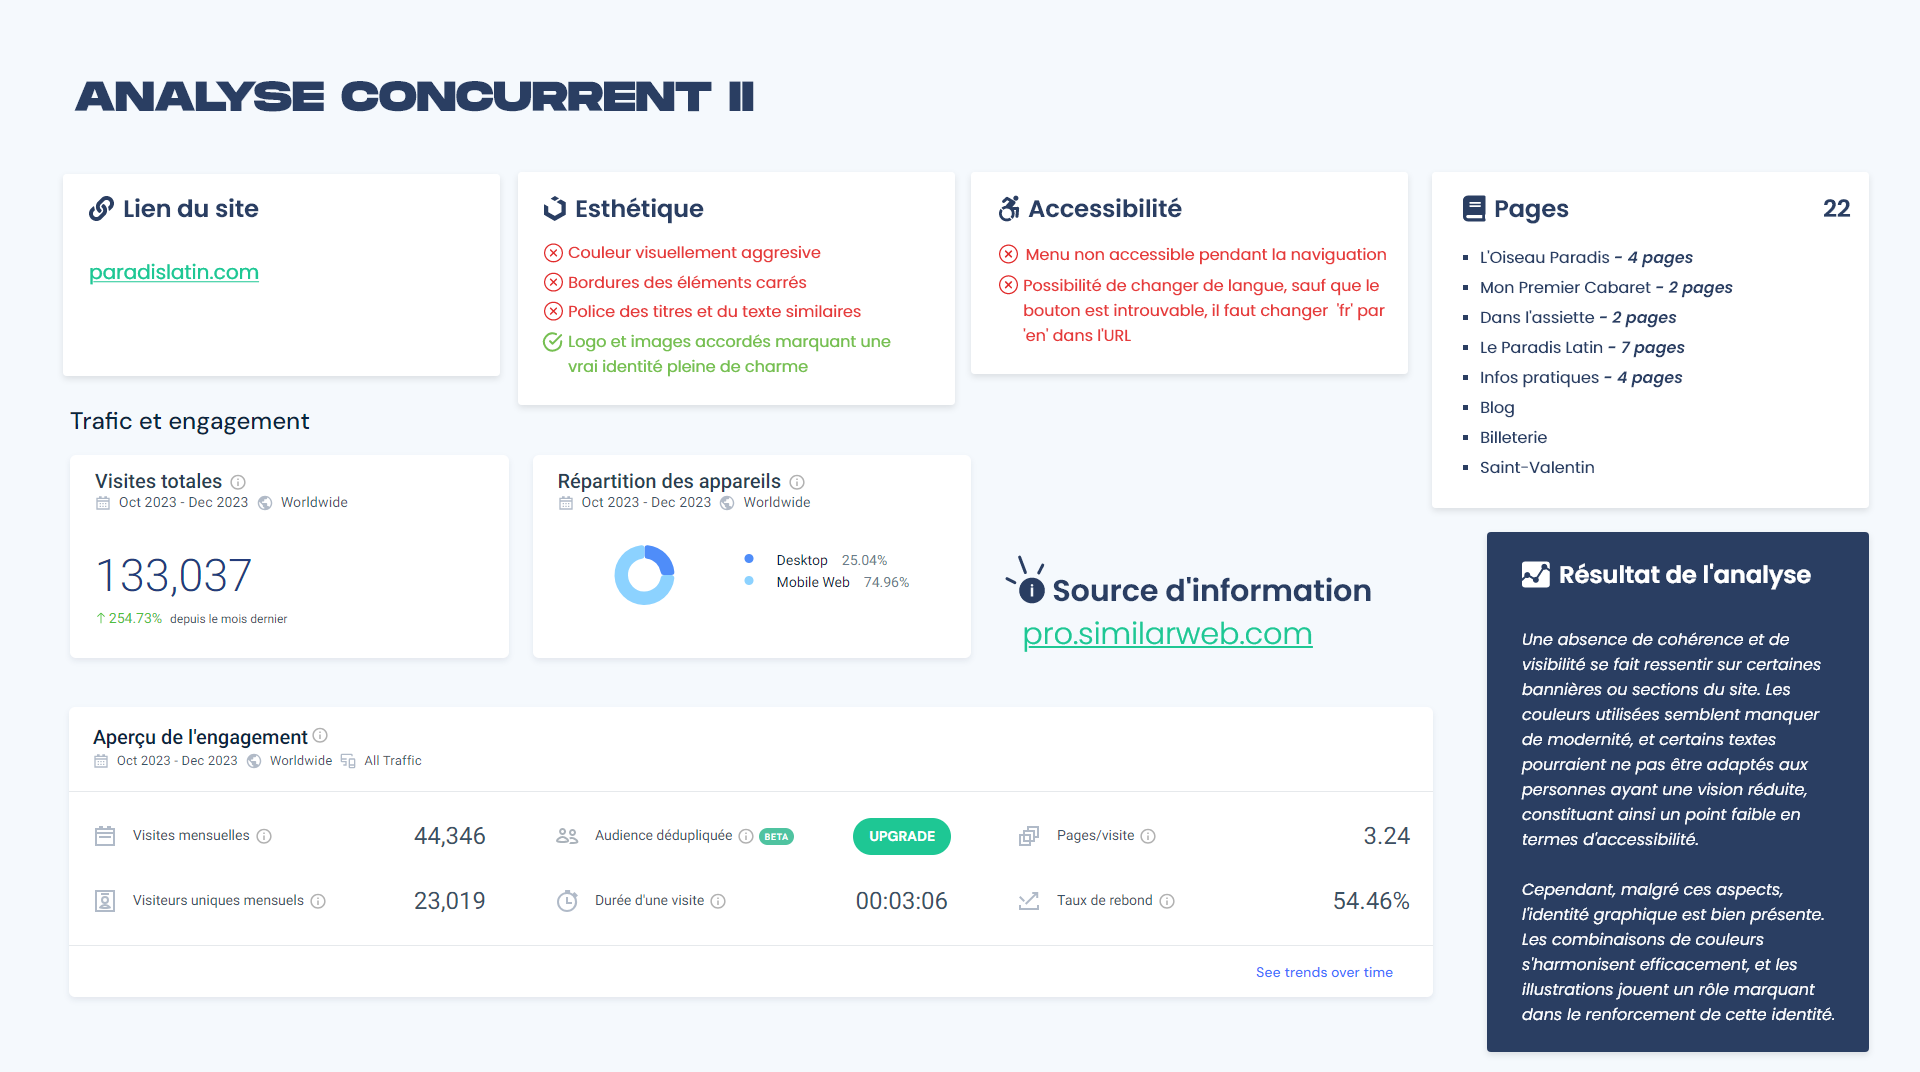 ANALYSE CONCURRENT II
Lien du site
paradislatin.com
Esthétique
Couleur visuellement aggresive
Bordures des éléments carrés
Police des titres et du texte similaires
Logo et images accordés marquant une
vrai identité pleine de charme
Accessibilité
Menu non accessible pendant la naviguation
Possibilité de changer de langue, sauf que le
bouton est introuvable, il faut changer 'fr' par
'en' dans l'URL
Pages 22
L'Oiseau Paradis - 4 pages
Mon Premier Cabaret - 2 pages
Dans l'assiette - 2 pages
Le Paradis Latin - 7 pages
Infos pratiques - 4 pages
Blog
Billeterie
Saint-Valentin
Trafic et engagement
Visites totales
Oct 2023 - Dec 2023 Worldwide
133,037
↑ 254.73% depuis le mois dernier
Répartition des appareils
Oct 2023 - Dec 2023 Worldwide
Desktop 25.04%
Mobile Web 74.96%
Source d'information
pro.similarweb.com
Aperçu de l'engagement
Oct 2023 - Dec 2023 Worldwide All Traffic
Visites mensuelles 44,346
Audience dédupliquée BETA UPGRADE
Pages/visite 3.24
Visiteurs uniques mensuels 23,019
Durée d'une visite 00:03:06
Taux de rebond 54.46%
See trends over time
Résultat de l'analyse
Une absence de cohérence et de
visibilité se fait ressentir sur certaines
bannières ou sections du site. Les
couleurs utilisées semblent manquer
de modernité, et certains textes
pourraient ne pas être adaptés aux
personnes ayant une vision réduite,
constituant ainsi un point faible en
termes d'accessibilité.
Cependant, malgré ces aspects,
l'identité graphique est bien présente.
Les combinaisons de couleurs
s'harmonisent efficacement, et les
illustrations jouent un rôle marquant
dans le renforcement de cette identité.